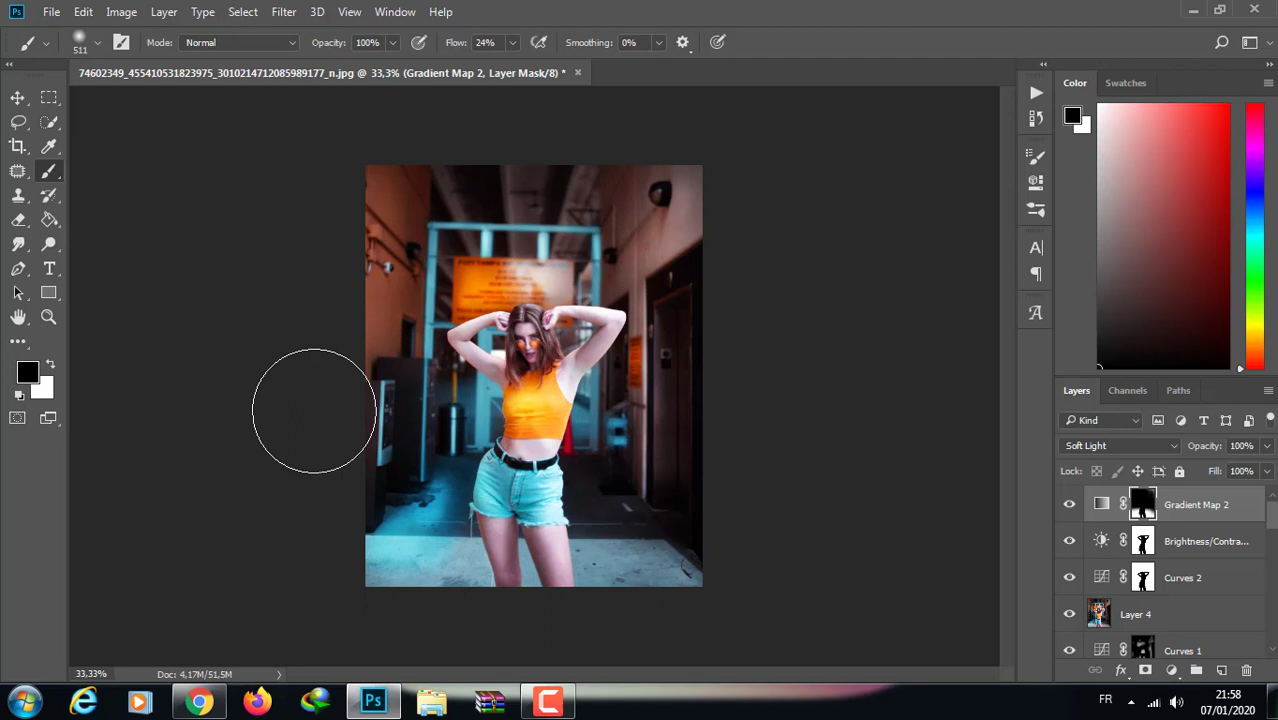 Ps File Edit Image Layer Type Select Filter 3D View Window Help
511 Mode: Normal Opacity: 100% Flow: 24% Smoothing: 0%
74602349_455410531823975_3010214712085989177_n.jpg @ 33,3% (Gradient Map 2, Layer Mask/8) *
Color Swatches
Layers Channels Paths
Kind
Soft Light Opacity: 100%
Lock: Fill: 100%
Gradient Map 2
Brightness/Contra...
Curves 2
Layer 4
Curves 1
33,33% Doc: 4,17M/51,5M
Ps FR 21:58
07/01/2020